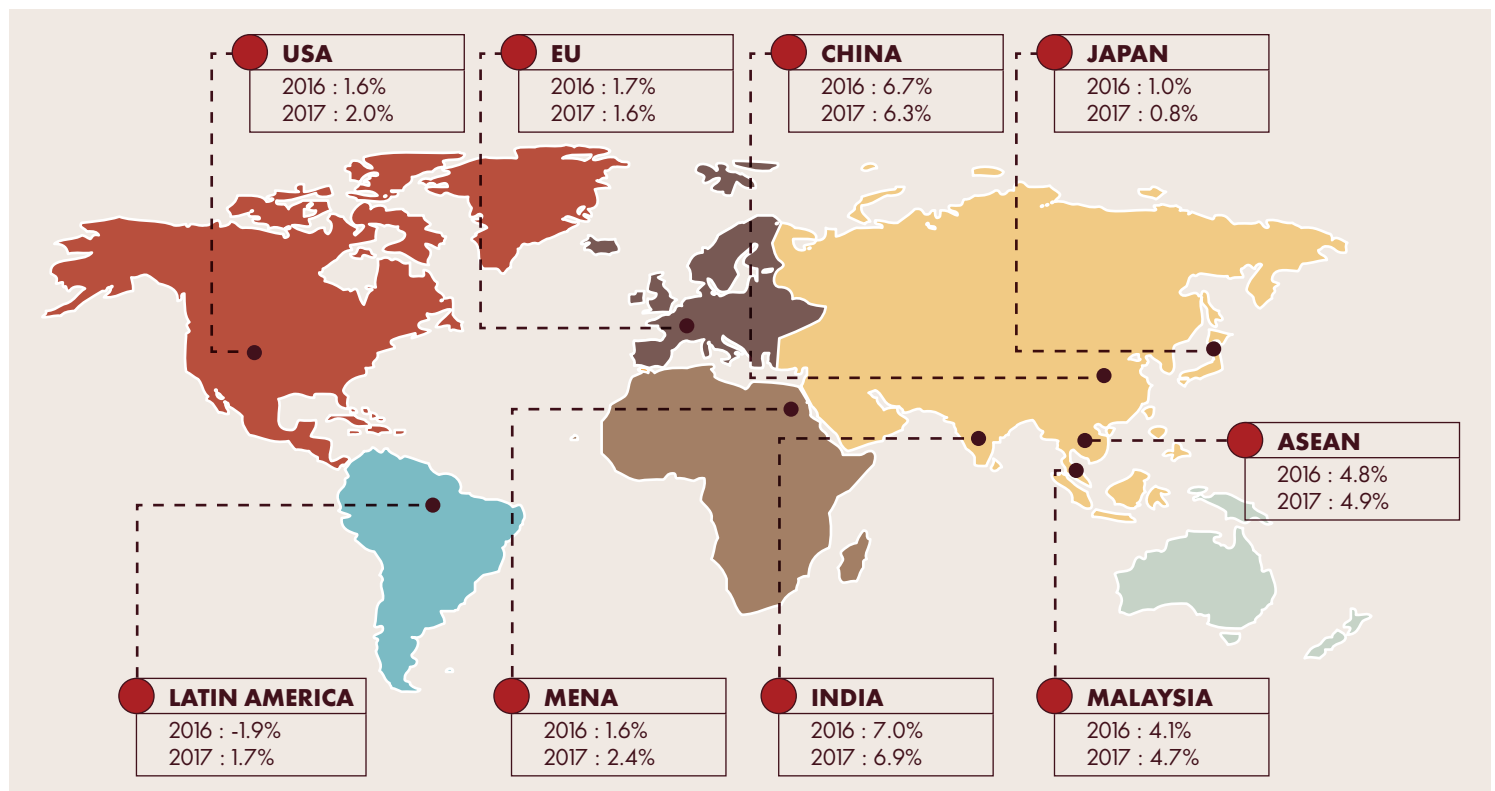 USA
2016 : 1.6%
2017 : 2.0%
EU
2016 : 1.7%
2017 : 1.6%
CHINA
2016 : 6.7%
2017 : 6.3%
JAPAN
2016 : 1.0%
2017 : 0.8%
ASEAN
2016 : 4.8%
2017 : 4.9%
LATIN AMERICA
2016 : -1.9%
2017 : 1.7%
MENA
2016 : 1.6%
2017 : 2.4%
INDIA
2016 : 7.0%
2017 : 6.9%
MALAYSIA
2016 : 4.1%
2017 : 4.7%